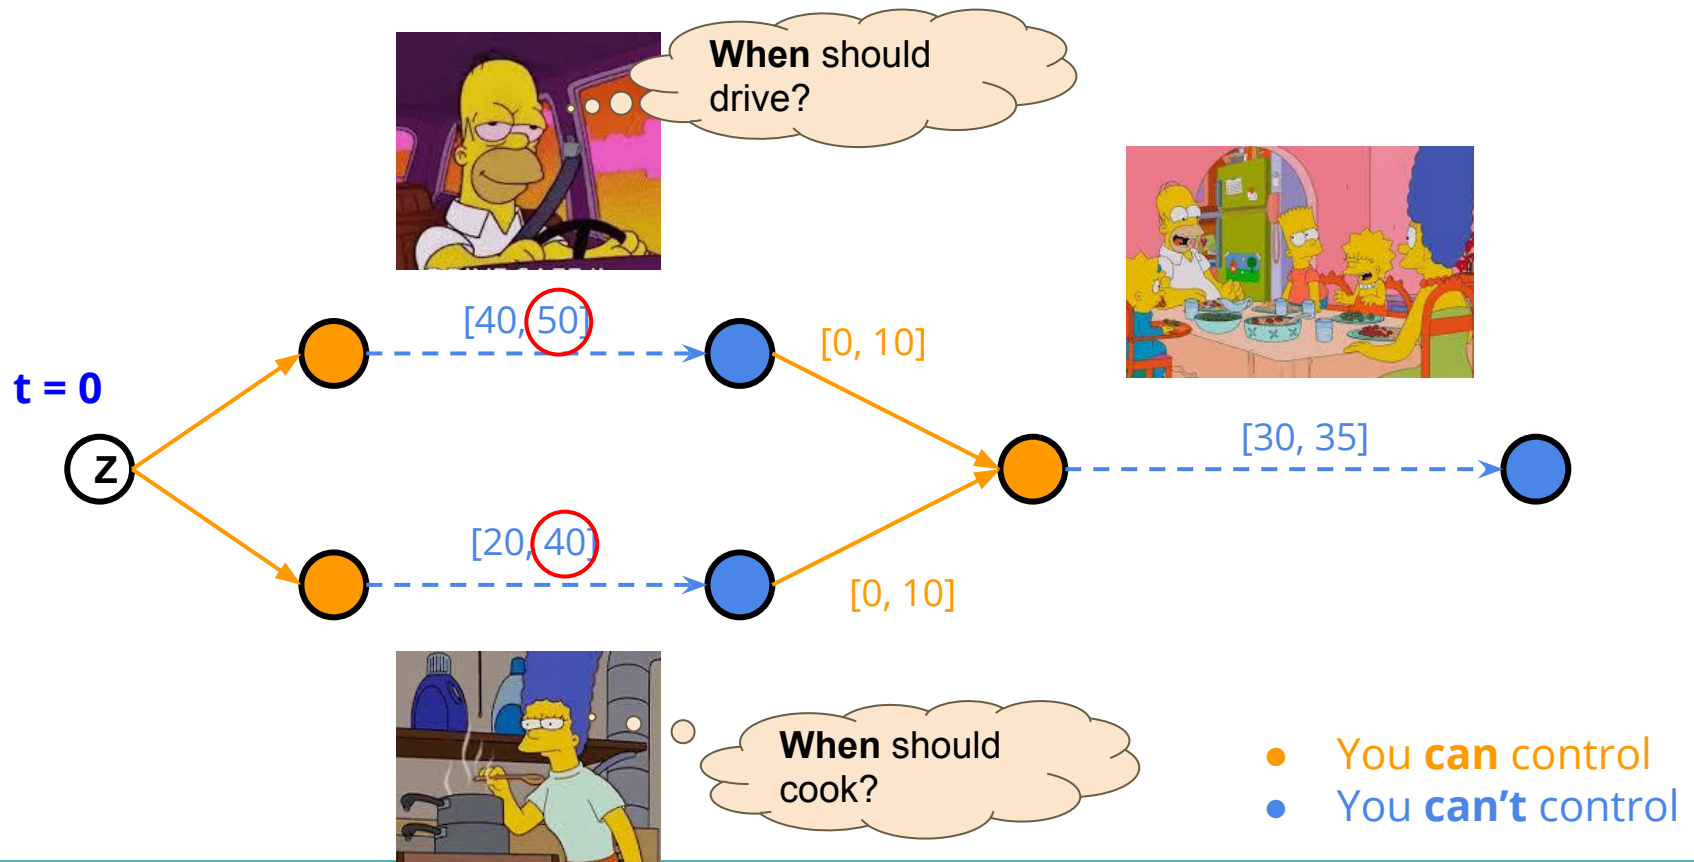 When should
drive?
[40, 50]
[0, 10]
t = 0
z
[30, 35]
[20, 40]
[0, 10]
When should
cook?
● You can control
● You can't control